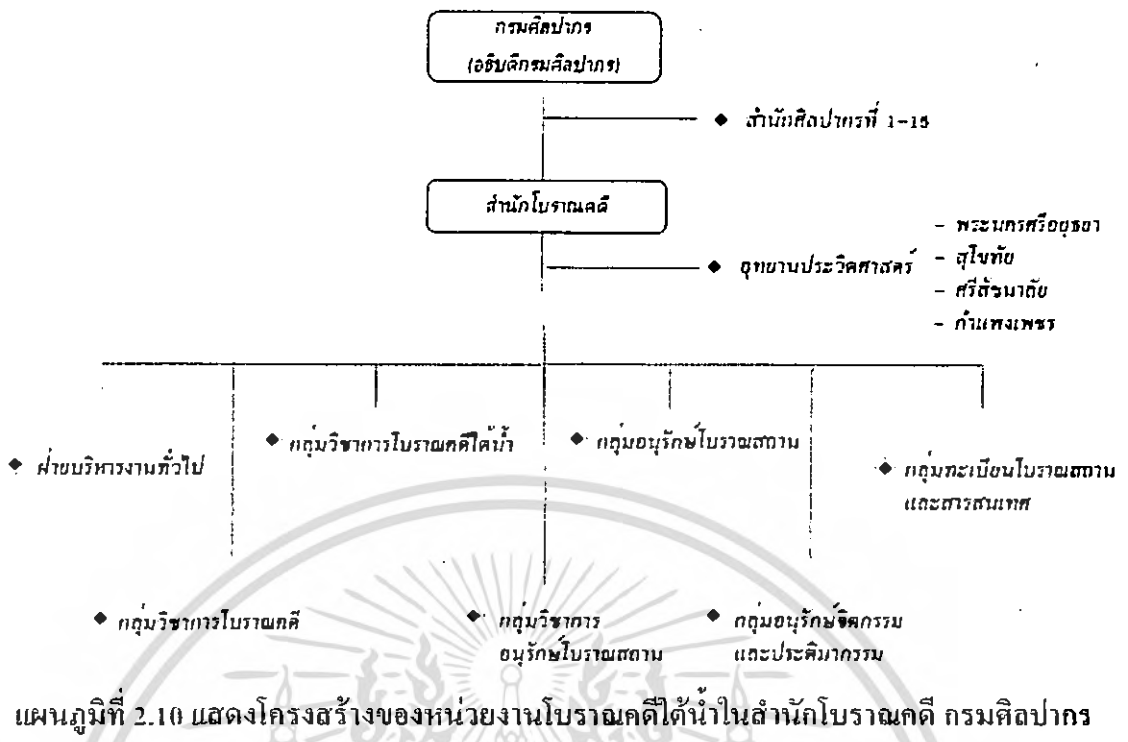 กรมศิลปากร
(อธิบดีกรมศิลปากร)
◆ สำนักศิลปากรที่ 1-15
สำนักโบราณคดี
◆ อุทยานประวัติศาสตร์
- พระนครศรีอยุธยา
- สุโขทัย
- ศรีสัชนาลัย
- กำแพงเพชร
◆ ฝ่ายบริหารงานทั่วไป
◆ กลุ่มวิชาการโบราณคดีใต้น้ำ
◆ กลุ่มอนุรักษ์โบราณสถาน
◆ กลุ่มทะเบียนโบราณสถาน
และสารสนเทศ
◆ กลุ่มวิชาการโบราณคดี
◆ กลุ่มวิชาการ
อนุรักษ์โบราณสถาน
◆ กลุ่มอนุรักษ์จิตกรรม
และประติมากรรม
แผนภูมิที่ 2.10 แสดงโครงสร้างของหน่วยงานโบราณคดีใต้น้ำในสำนักโบราณคดี กรมศิลปากร